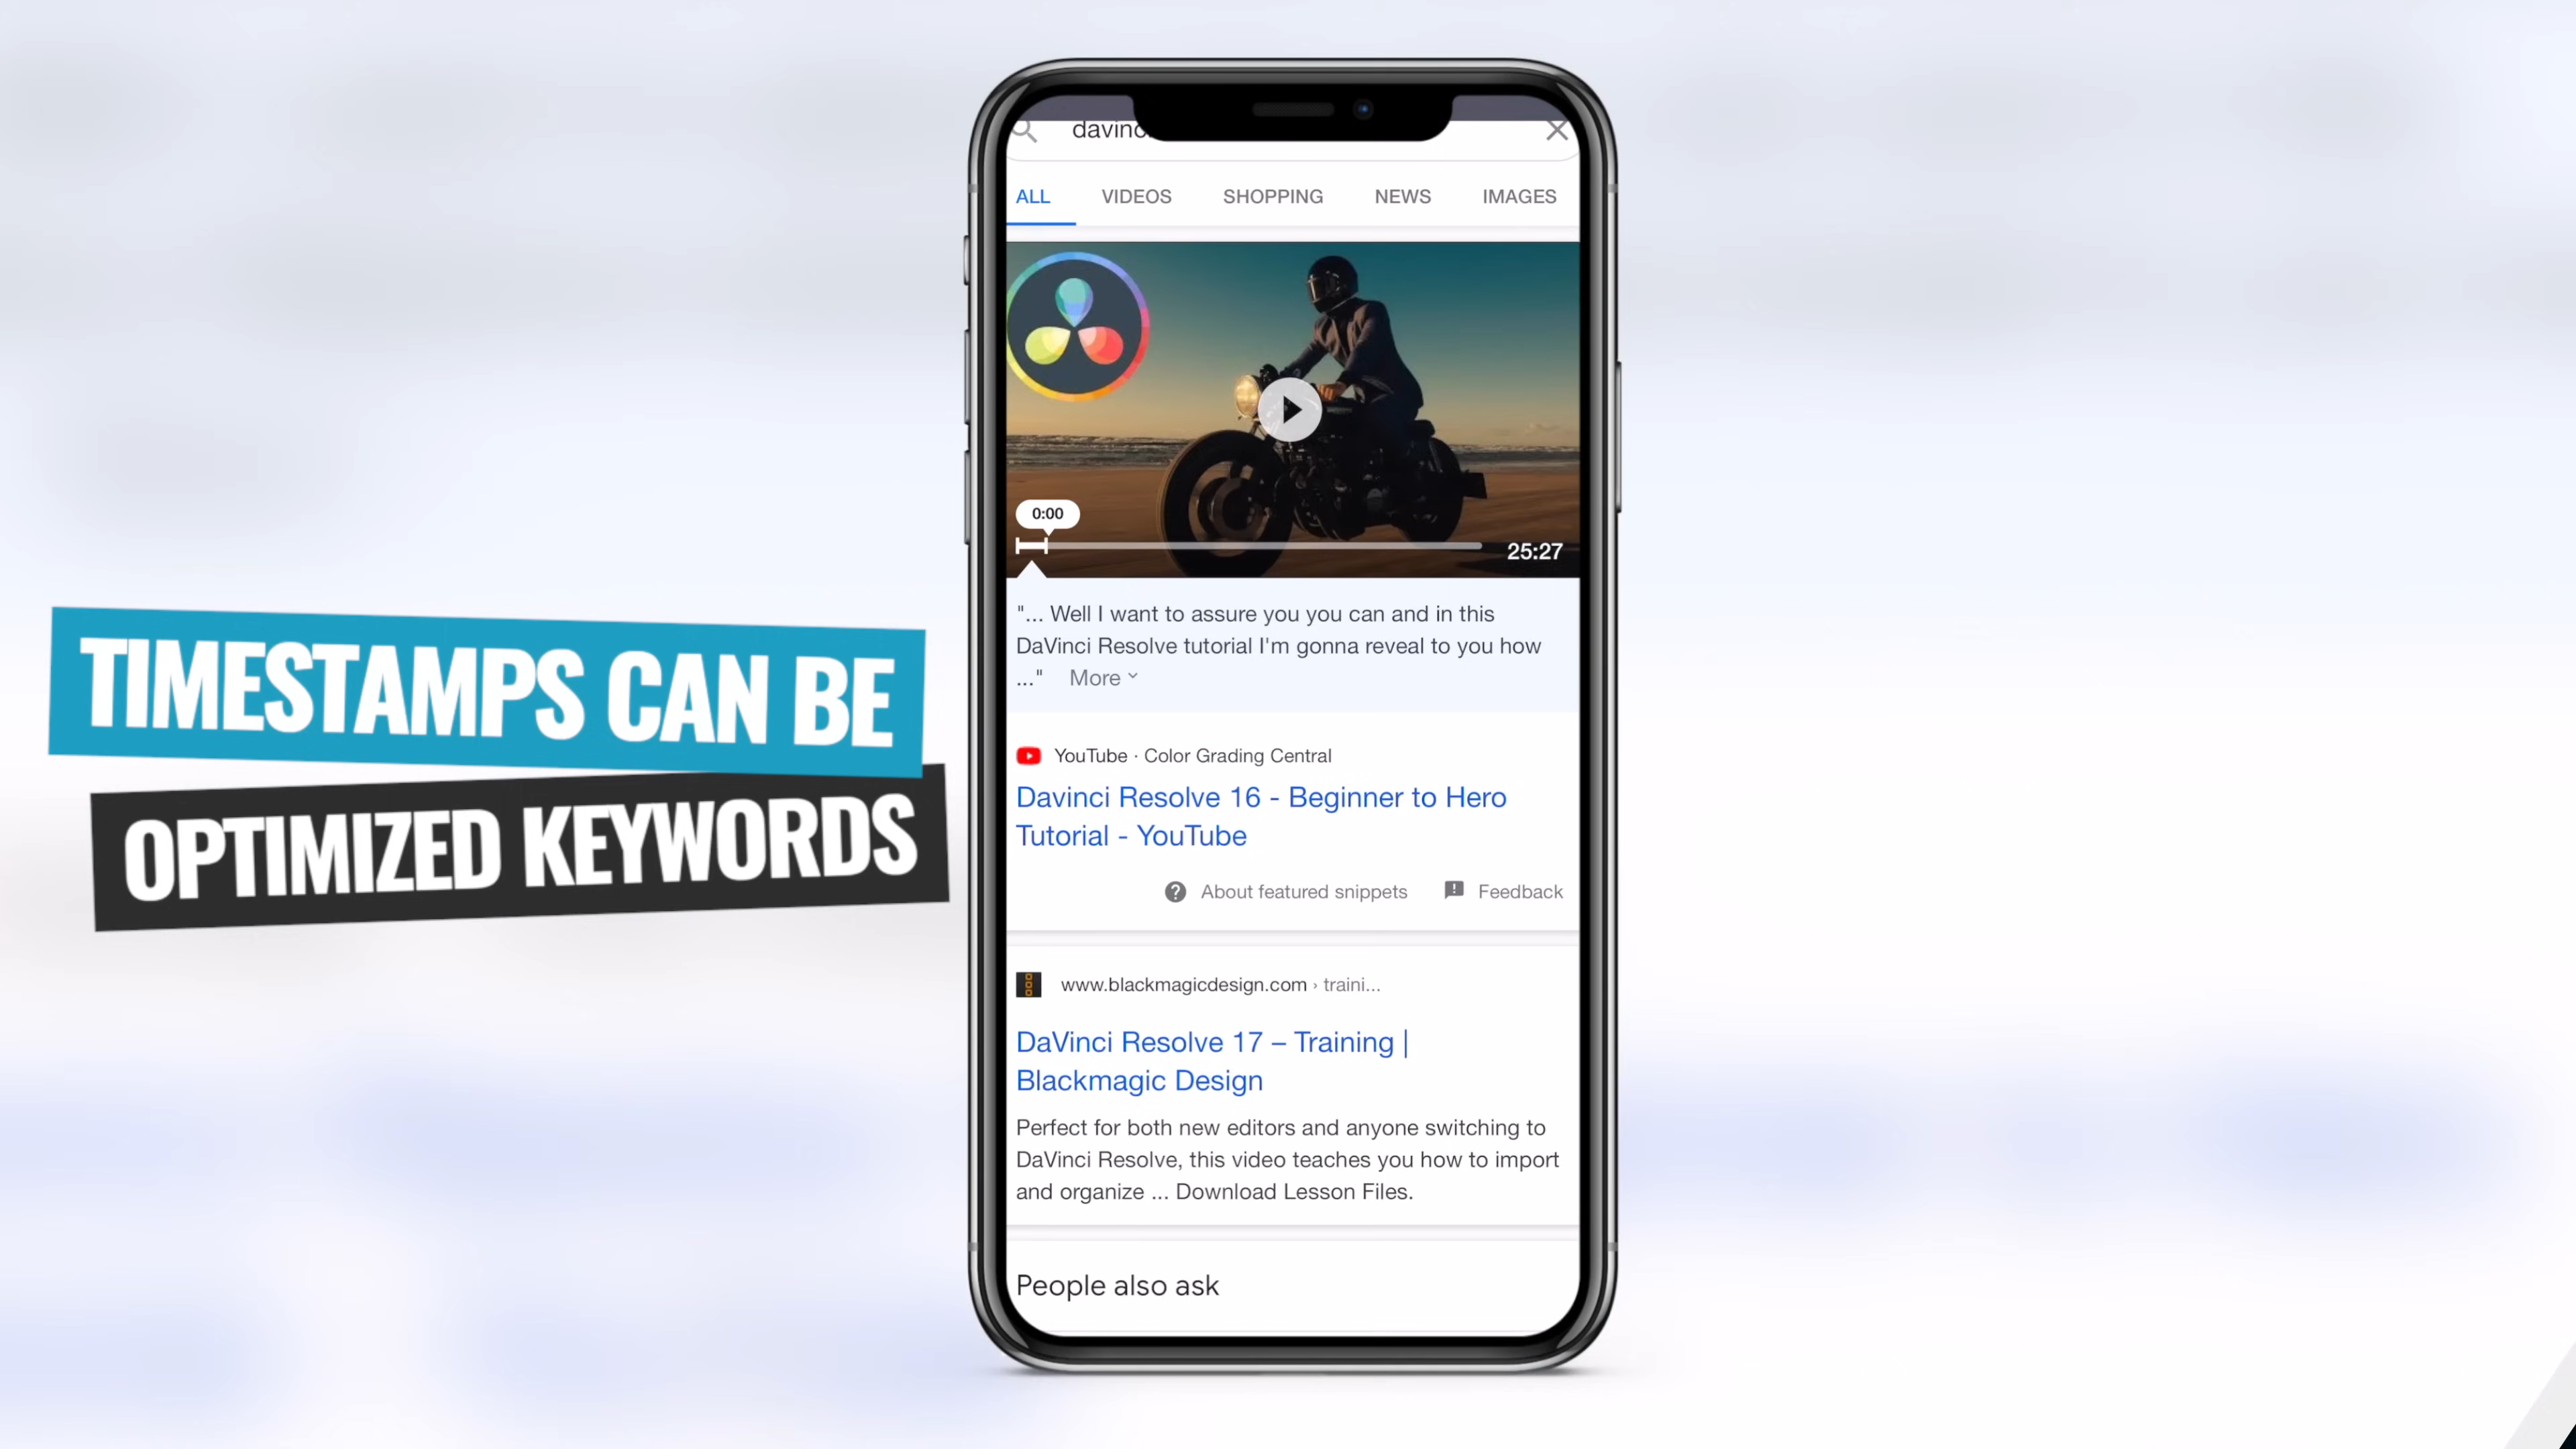 TIMESTAMPS CAN BE
OPTIMIZED KEYWORDS
ALL VIDEOS SHOPPING NEWS IMAGES
0:00
25:27
"... Well I want to assure you you can and in this
DaVinci Resolve tutorial I'm gonna reveal to you how
..." More
YouTube · Color Grading Central
Davinci Resolve 16 - Beginner to Hero
Tutorial - YouTube
About featured snippets Feedback
www.blackmagicdesign.com › traini...
DaVinci Resolve 17 – Training |
Blackmagic Design
Perfect for both new editors and anyone switching to
DaVinci Resolve, this video teaches you how to import
and organize ... Download Lesson Files.
People also ask